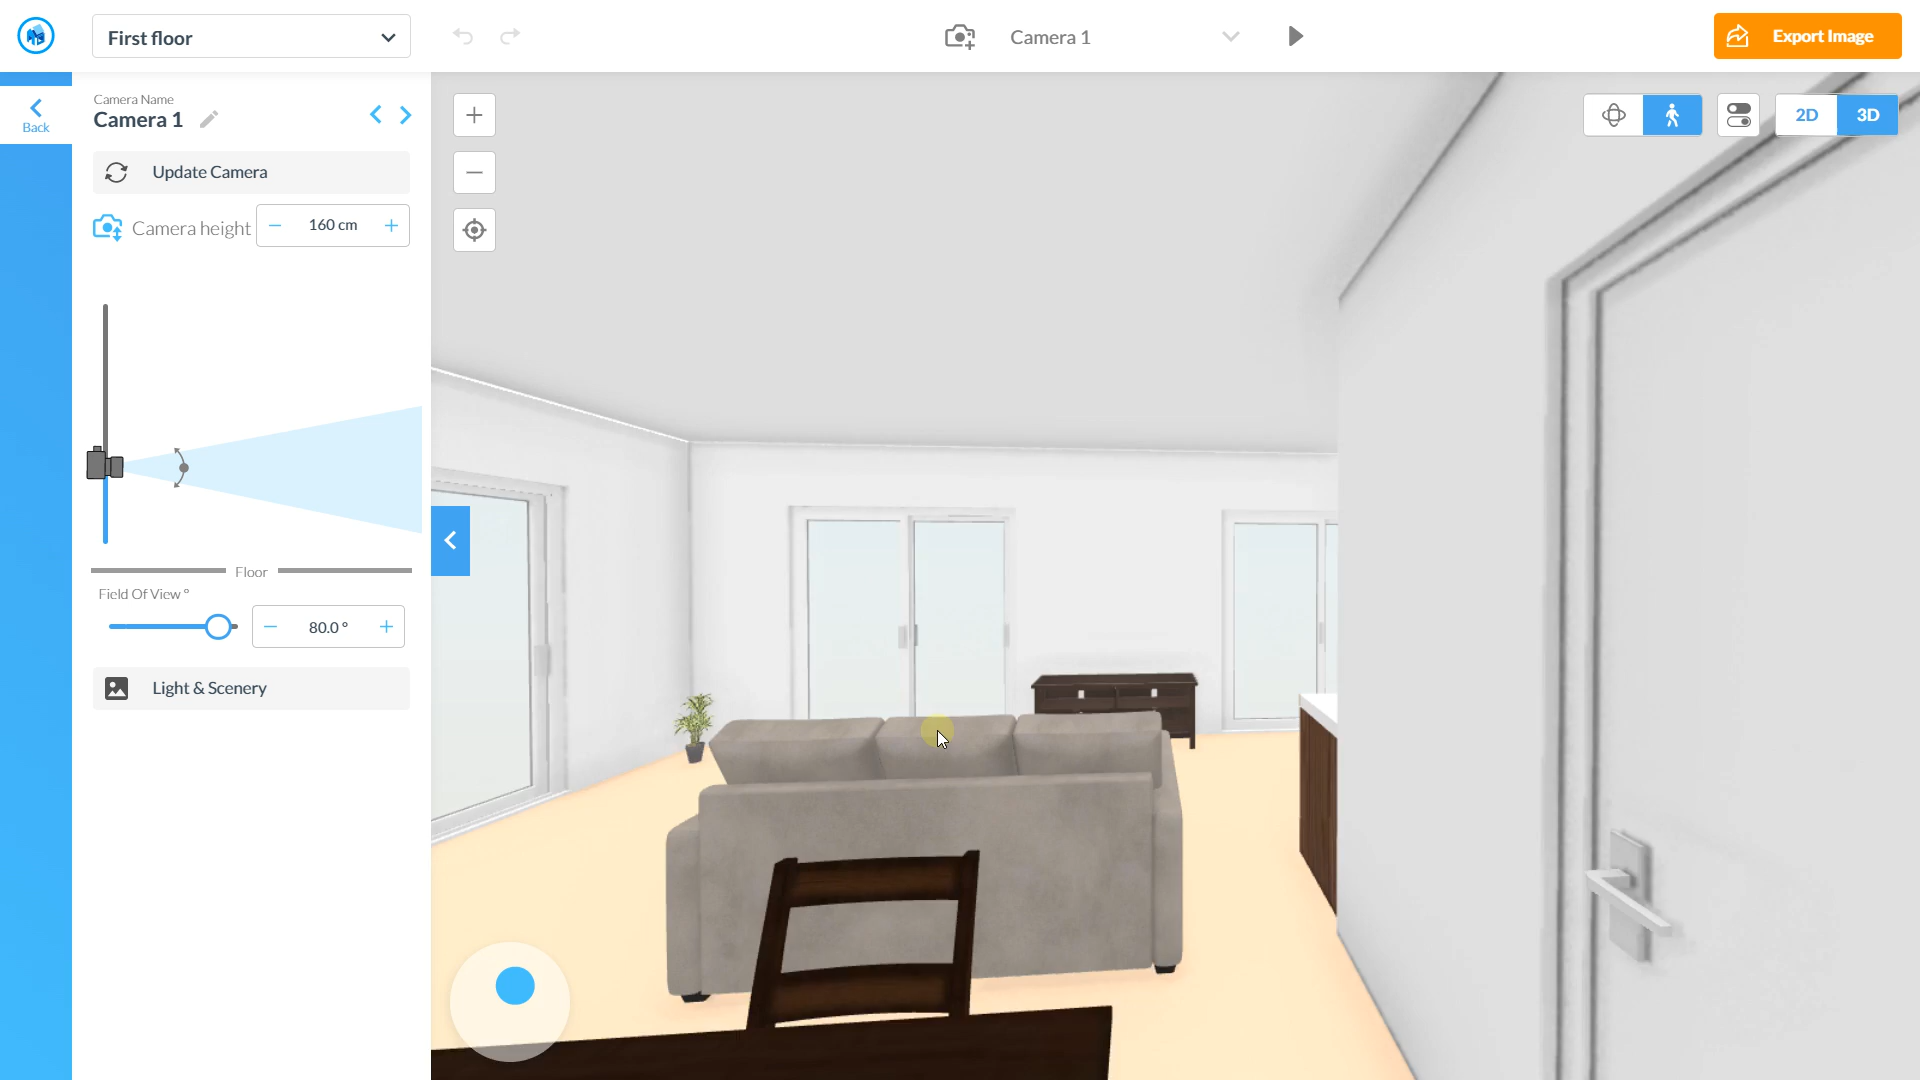 First floor
Camera 1
Export Image
Back
Camera Name
Camera 1
2D
3D
Update Camera
Camera height
160 cm
Floor
Field Of View °
80.0 °
Light & Scenery